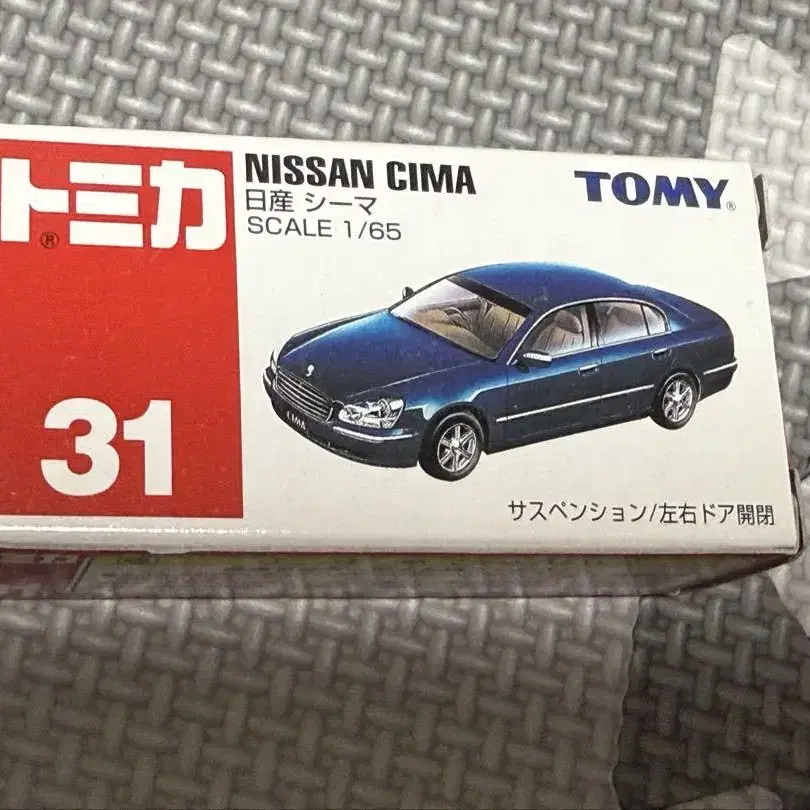 トミカ®
31
NISSAN CIMA
日産 シーマ
SCALE 1/65
TOMY®
CIMA
サスペンション/左右ドア開閉